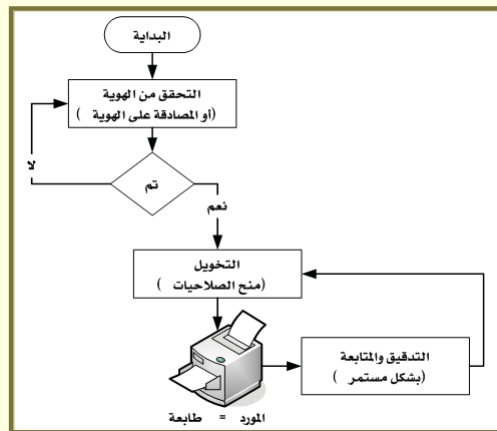 البداية
التحقق من الهوية
(أو المصادقة على الهوية )
لا
تم
نعم
التخويل
(منح الصلاحيات )
التدقيق والمتابعة
(بشكل مستمر )
المورد = طابعة